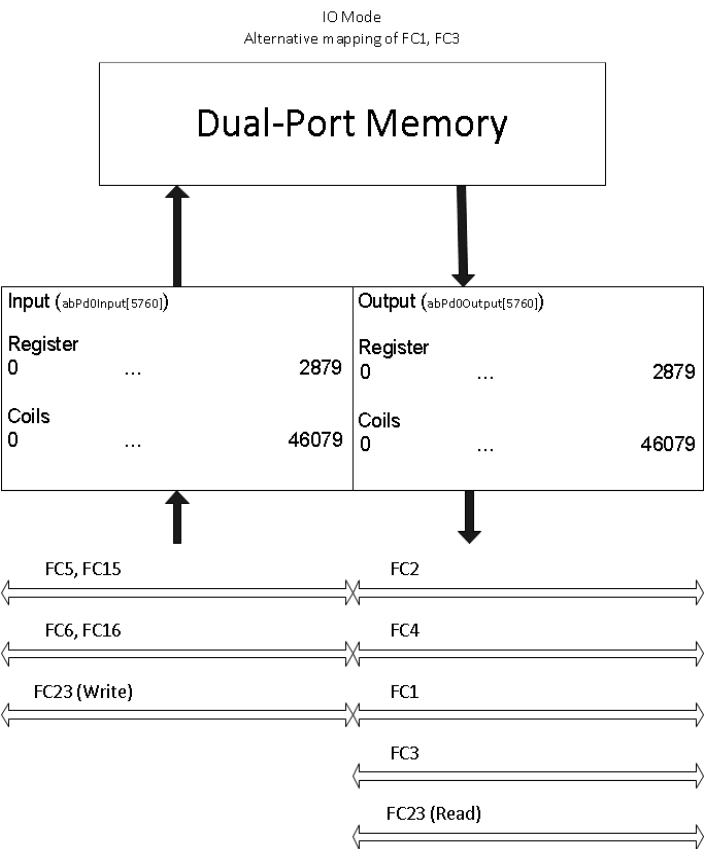 IO Mode
Alternative mapping of FC1, FC3
Dual-Port Memory
Input (abPd0Input[5760])
Register
0 ... 2879
Coils
0 ... 46079
Output (abPd0Output[5760])
Register
0 ... 2879
Coils
0 ... 46079
FC5, FC15 FC2
FC6, FC16 FC4
FC23 (Write) FC1
FC3
FC23 (Read)